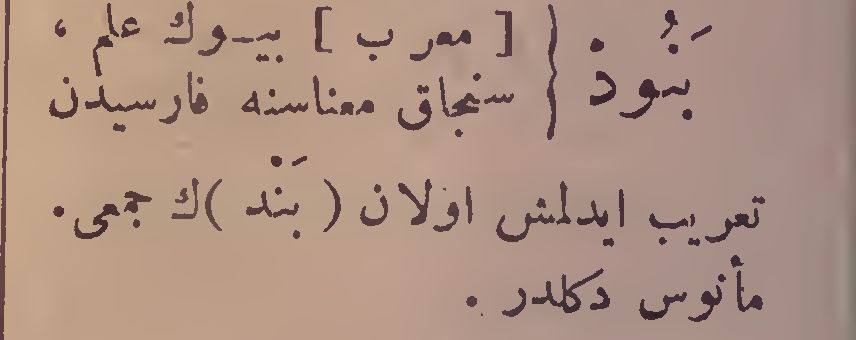 بَنُود { [ معرب ] بيوك علم ،
سنجاق معناسنه فارسيدن
تعريب ايدلمش اولان ( بَنْد ) ك جمعى .
مأنوس دكلدر .